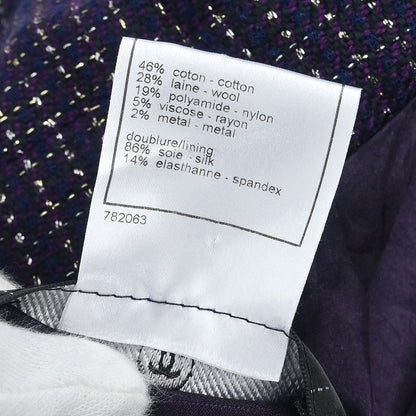 46% coton - cotton
28% laine - wool
19% polyamide - nylon
5% viscose - rayon
2% metal - metal
doublure/lining
86% soie - silk
14% elasthanne - spandex
782063